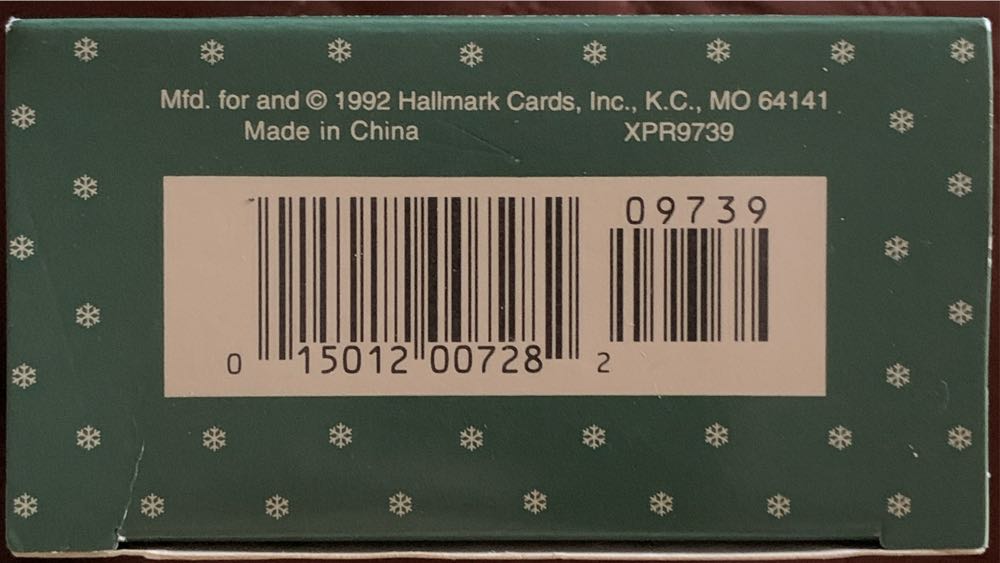 Mfd. for and © 1992 Hallmark Cards, Inc., K.C., MO 64141
Made in China XPR9739
09739
0 15012 00728 2